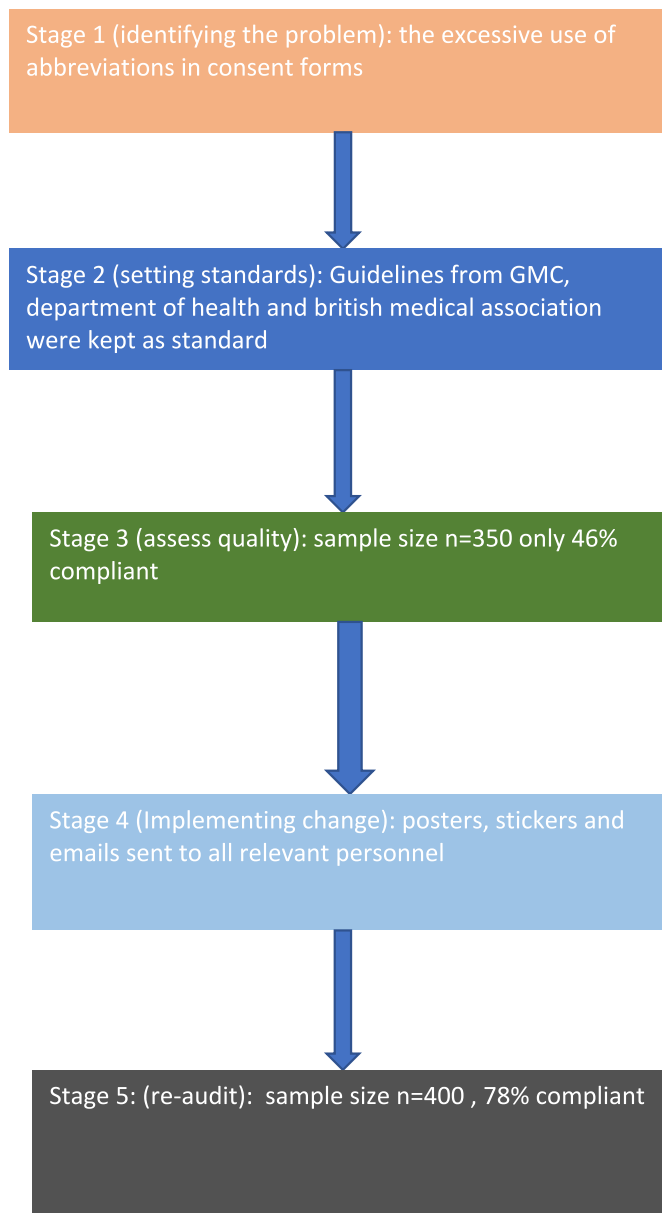 Stage 1 (identifying the problem): the excessive use of
abbreviations in consent forms
Stage 2 (setting standards): Guidelines from GMC,
department of health and british medical association
were kept as standard
Stage 3 (assess quality): sample size n=350 only 46%
compliant
Stage 4 (Implementing change): posters, stickers and
emails sent to all relevant personnel
Stage 5: (re-audit):  sample size n=400 , 78% compliant